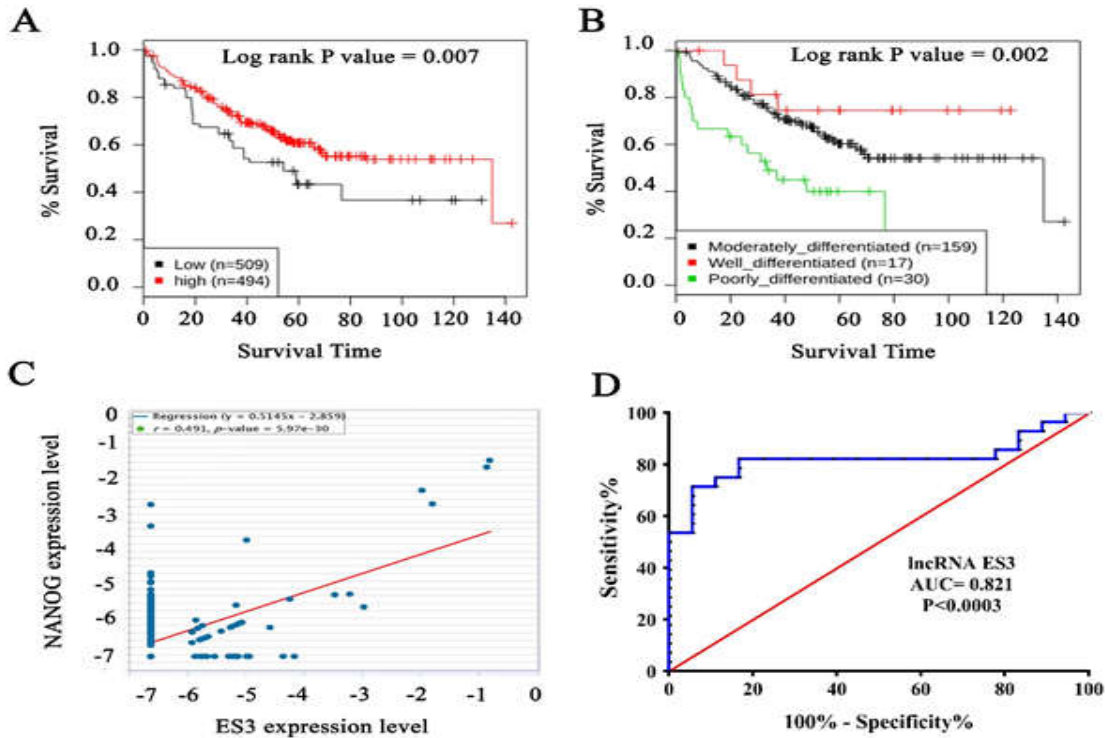 A
Log rank P value = 0.007
1.0
0.8
0.6
0.4
0.2
0.0
% Survival
Low (n=509)
high (n=494)
0 20 40 60 80 100 120 140
Survival Time
B
Log rank P value = 0.002
1.0
0.8
0.6
0.4
0.2
0.0
% Survival
Moderately_differentiated (n=159)
Well_differentiated (n=17)
Poorly_differentiated (n=30)
0 20 40 60 80 100 120 140
Survival Time
C
Regression (y = 0.5145x - 2.859)
r = 0.491, p-value = 5.97e-30
-0
-1
-2
-3
-4
-5
-6
-7
NANOG expression level
-7 -6 -5 -4 -3 -2 -1 0
ES3 expression level
D
100
80
60
40
20
0
Sensitivity%
lncRNA ES3
AUC= 0.821
P<0.0003
0 20 40 60 80 100
100% - Specificity%